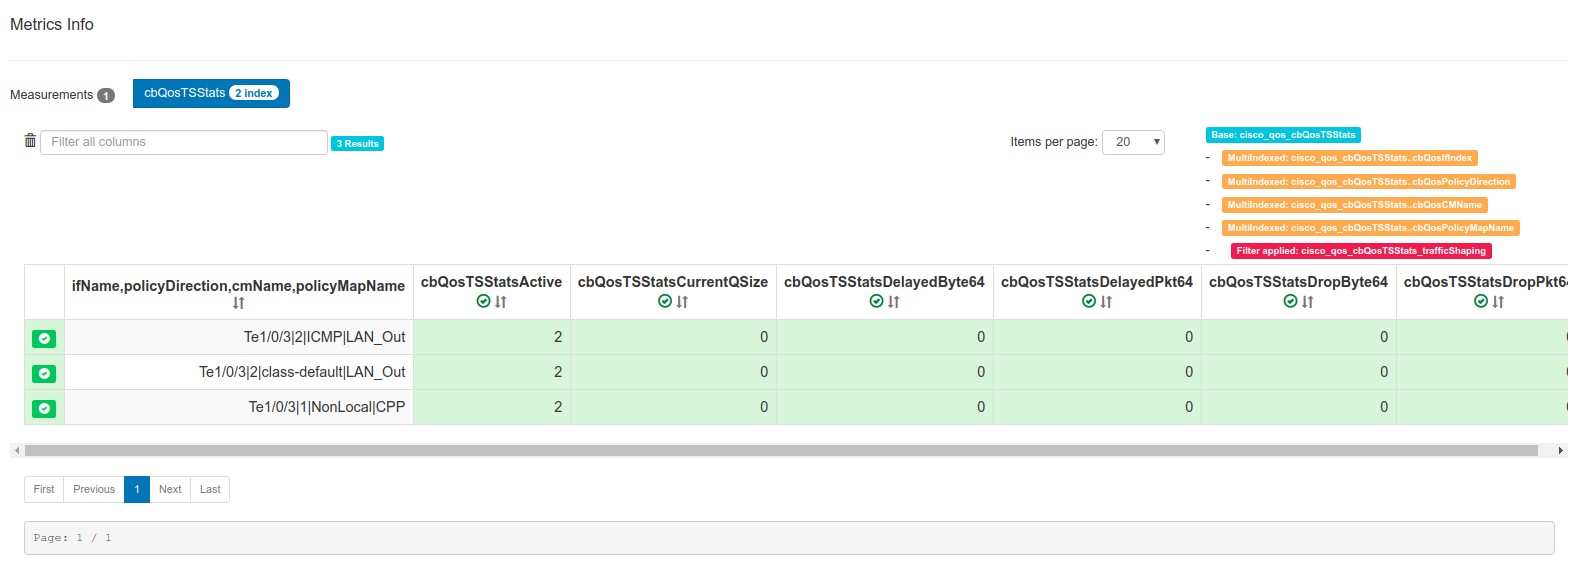 Metrics Info
Measurements 1 cbQosTSStats 2 index
Filter all columns 3 Results Items per page: 20
Base: cisco_qos_cbQosTSStats
- MultiIndexed: cisco_qos_cbQosTSStats..cbQosIfIndex
- MultiIndexed: cisco_qos_cbQosTSStats..cbQosPolicyDirection
- MultiIndexed: cisco_qos_cbQosTSStats..cbQosCMName
- MultiIndexed: cisco_qos_cbQosTSStats..cbQosPolicyMapName
- Filter applied: cisco_qos_cbQosTSStats_trafficShaping
ifName,policyDirection,cmName,policyMapName cbQosTSStatsActive cbQosTSStatsCurrentQSize cbQosTSStatsDelayedByte64 cbQosTSStatsDelayedPkt64 cbQosTSStatsDropByte64 cbQosTSStatsDropPkt64
Te1/0/3|2|ICMP|LAN_Out 2 0 0 0 0
Te1/0/3|2|class-default|LAN_Out 2 0 0 0 0
Te1/0/3|1|NonLocal|CPP 2 0 0 0 0
First Previous 1 Next Last
Page: 1 / 1